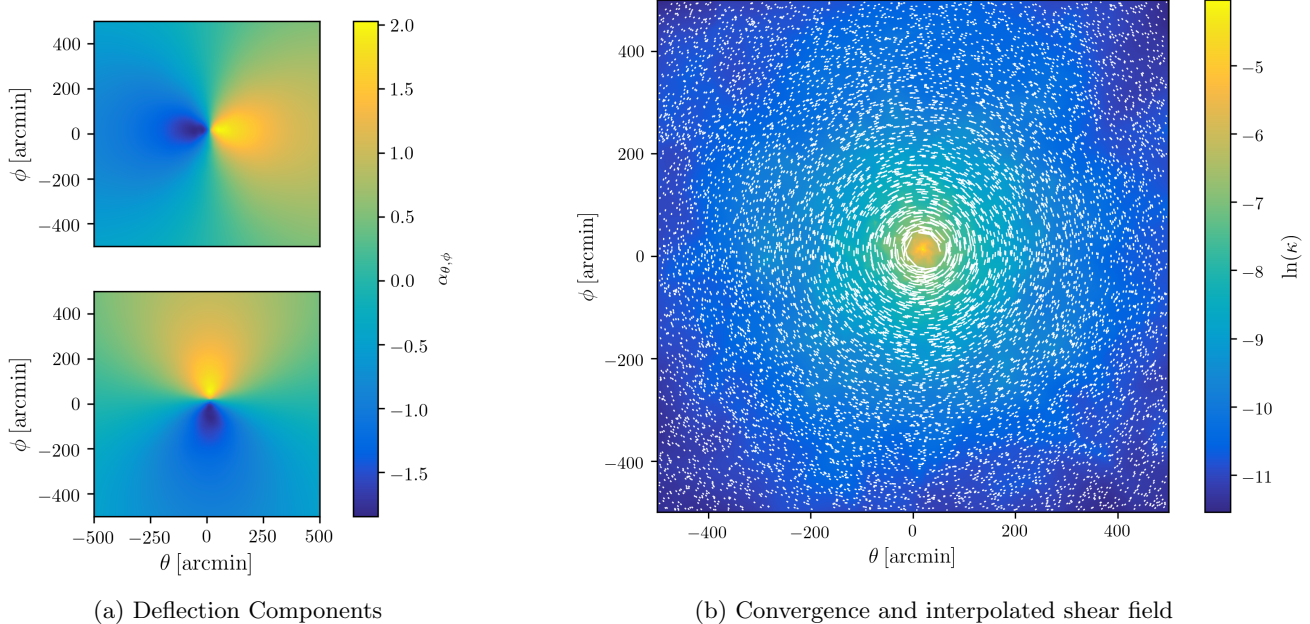 400
200
0
−200
−400
ϕ [arcmin]
400
200
0
−200
−400
ϕ [arcmin]
−500 −250 0 250 500
θ [arcmin]
2.0
1.5
1.0
0.5
0.0
−0.5
−1.0
−1.5
α_{θ,ϕ}
(a) Deflection Components
400
200
0
−200
−400
ϕ [arcmin]
−400 −200 0 200 400
θ [arcmin]
−5
−6
−7
−8
−9
−10
−11
ln(κ)
(b) Convergence and interpolated shear field